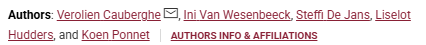 Authors: Verolien Cauberghe, Ini Van Wesenbeeck, Steffi De Jans, Liselot
Hudders, and Koen Ponnet | AUTHORS INFO & AFFILIATIONS